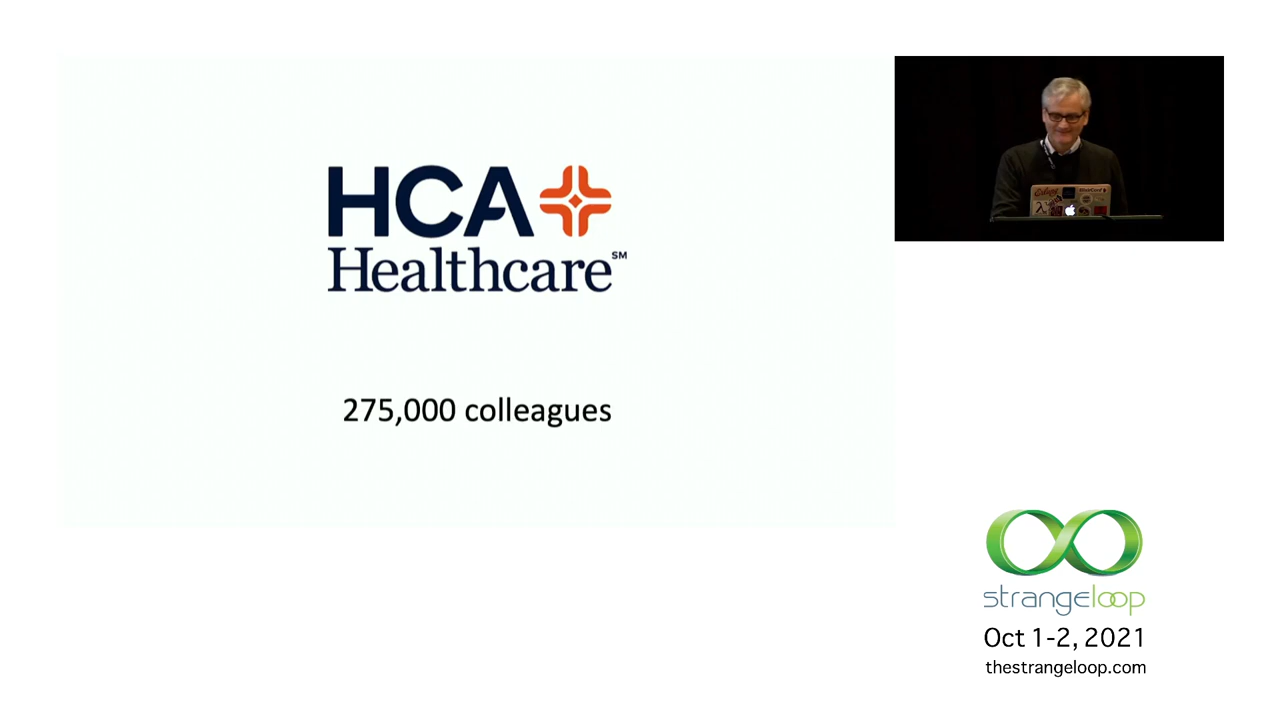 HCA
Healthcare℠
275,000 colleagues
strangeloop
Oct 1-2, 2021
thestrangeloop.com